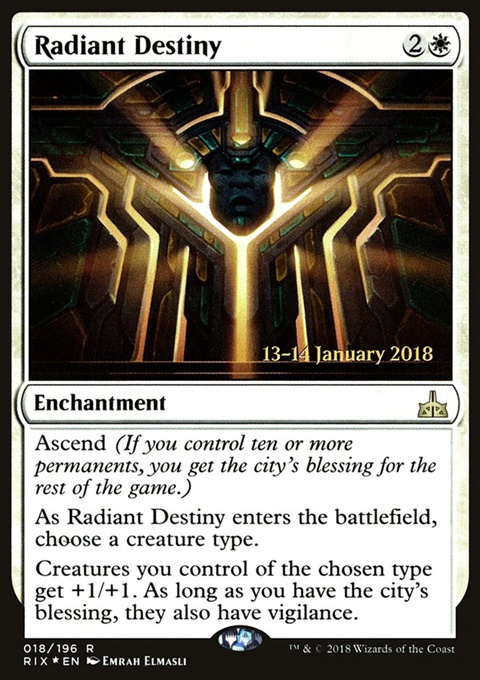 Radiant Destiny 2
13–14 January 2018
Enchantment
Ascend (If you control ten or more
permanents, you get the city's blessing for the
rest of the game.)
As Radiant Destiny enters the battlefield,
choose a creature type.
Creatures you control of the chosen type
get +1/+1. As long as you have the city's
blessing, they also have vigilance.
018/196 R
RIX★EN Emrah Elmasli
™ & © 2018 Wizards of the Coast